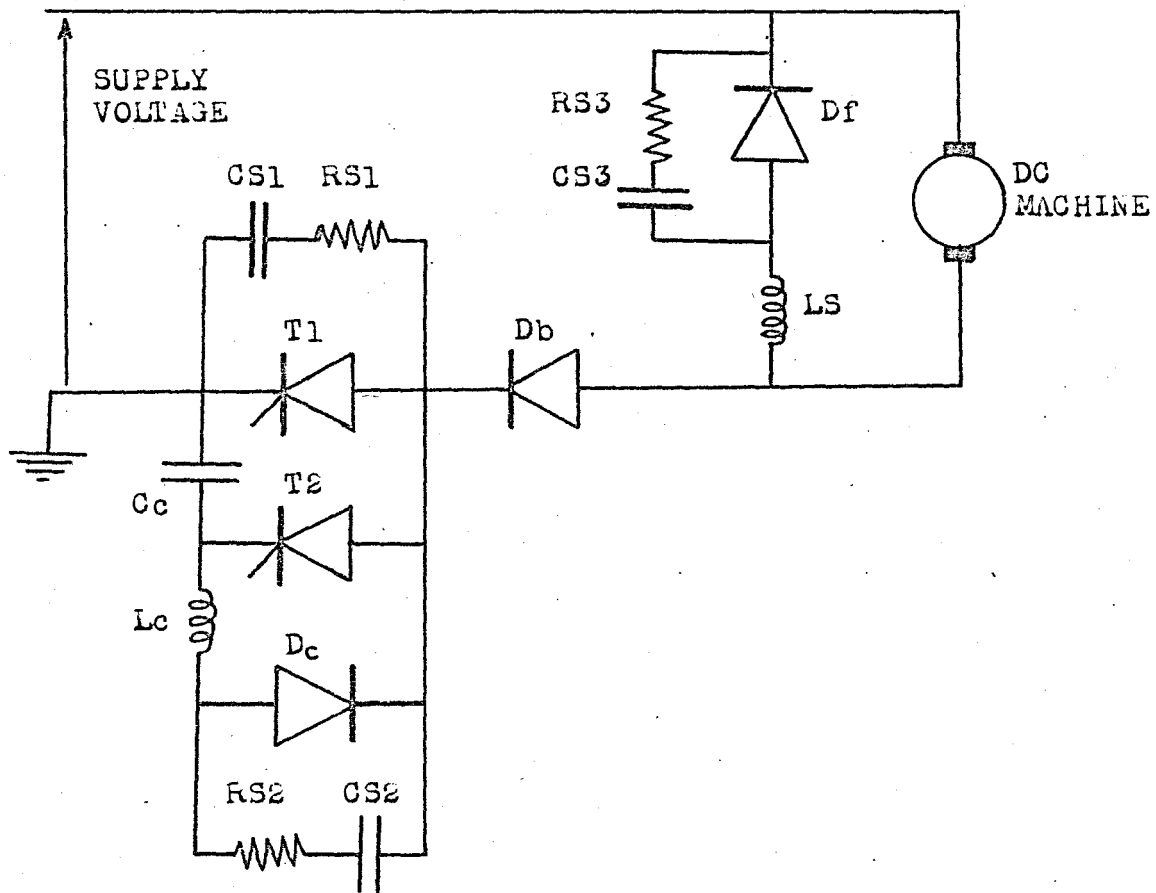 SUPPLY
VOLTAGE
RS3
Df
CS3
DC
MACHINE
CS1 RS1
LS
T1
Db
Cc
T2
Lc
Dc
RS2 CS2